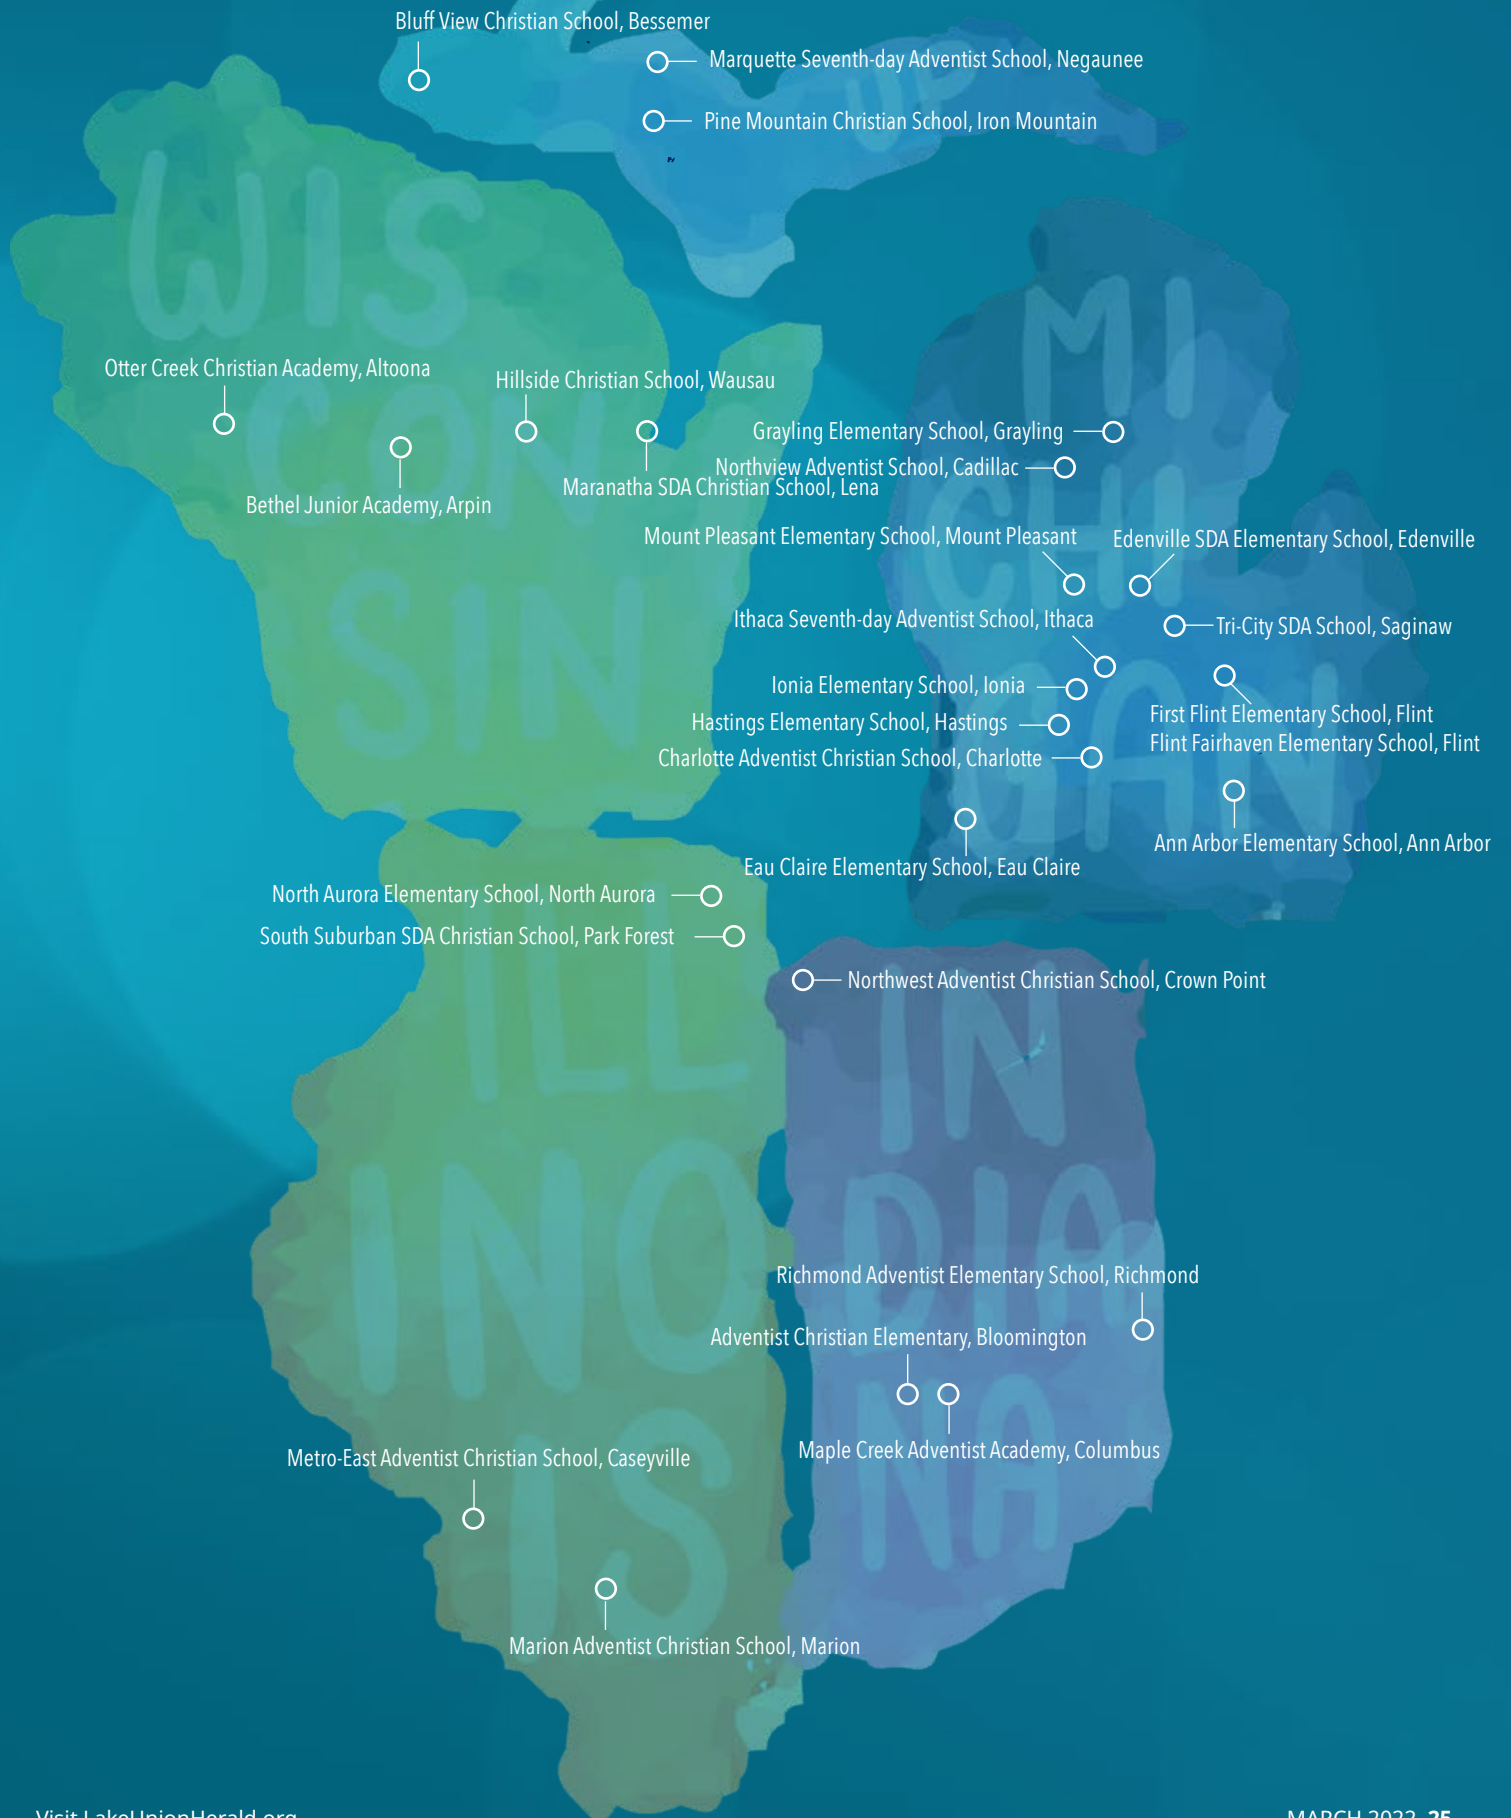 Bluff View Christian School, Bessemer
Marquette Seventh-day Adventist School, Negaunee
Pine Mountain Christian School, Iron Mountain
UP
WIS
CON
SIN
Otter Creek Christian Academy, Altoona
Hillside Christian School, Wausau
Bethel Junior Academy, Arpin
Maranatha SDA Christian School, Lena
MI
CHI
GAN
Grayling Elementary School, Grayling
Northview Adventist School, Cadillac
Mount Pleasant Elementary School, Mount Pleasant
Edenville SDA Elementary School, Edenville
Ithaca Seventh-day Adventist School, Ithaca
Tri-City SDA School, Saginaw
Ionia Elementary School, Ionia
Hastings Elementary School, Hastings
First Flint Elementary School, Flint
Flint Fairhaven Elementary School, Flint
Charlotte Adventist Christian School, Charlotte
Ann Arbor Elementary School, Ann Arbor
Eau Claire Elementary School, Eau Claire
North Aurora Elementary School, North Aurora
South Suburban SDA Christian School, Park Forest
ILL
INO
IS
Northwest Adventist Christian School, Crown Point
IN
DIA
NA
Richmond Adventist Elementary School, Richmond
Adventist Christian Elementary, Bloomington
Maple Creek Adventist Academy, Columbus
Metro-East Adventist Christian School, Caseyville
Marion Adventist Christian School, Marion
Visit LakeUnionHerald.org
MARCH 2022 25